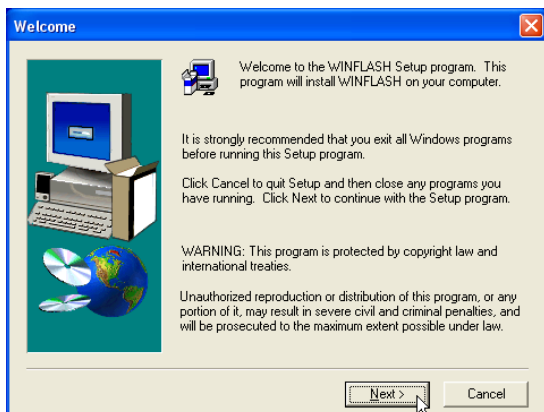 Welcome
Welcome to the WINFLASH Setup program. This
program will install WINFLASH on your computer.
It is strongly recommended that you exit all Windows programs
before running this Setup program.
Click Cancel to quit Setup and then close any programs you
have running. Click Next to continue with the Setup program.
WARNING: This program is protected by copyright law and
international treaties.
Unauthorized reproduction or distribution of this program, or any
portion of it, may result in severe civil and criminal penalties, and
will be prosecuted to the maximum extent possible under law.
Next >
Cancel